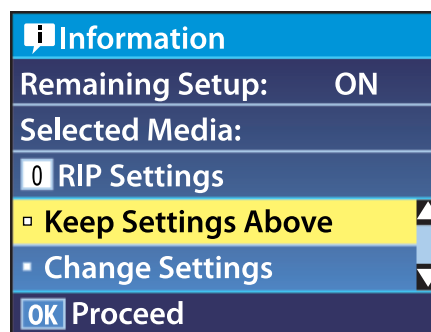 Information
Remaining Setup: ON
Selected Media:
0 RIP Settings
Keep Settings Above
Change Settings
OK Proceed